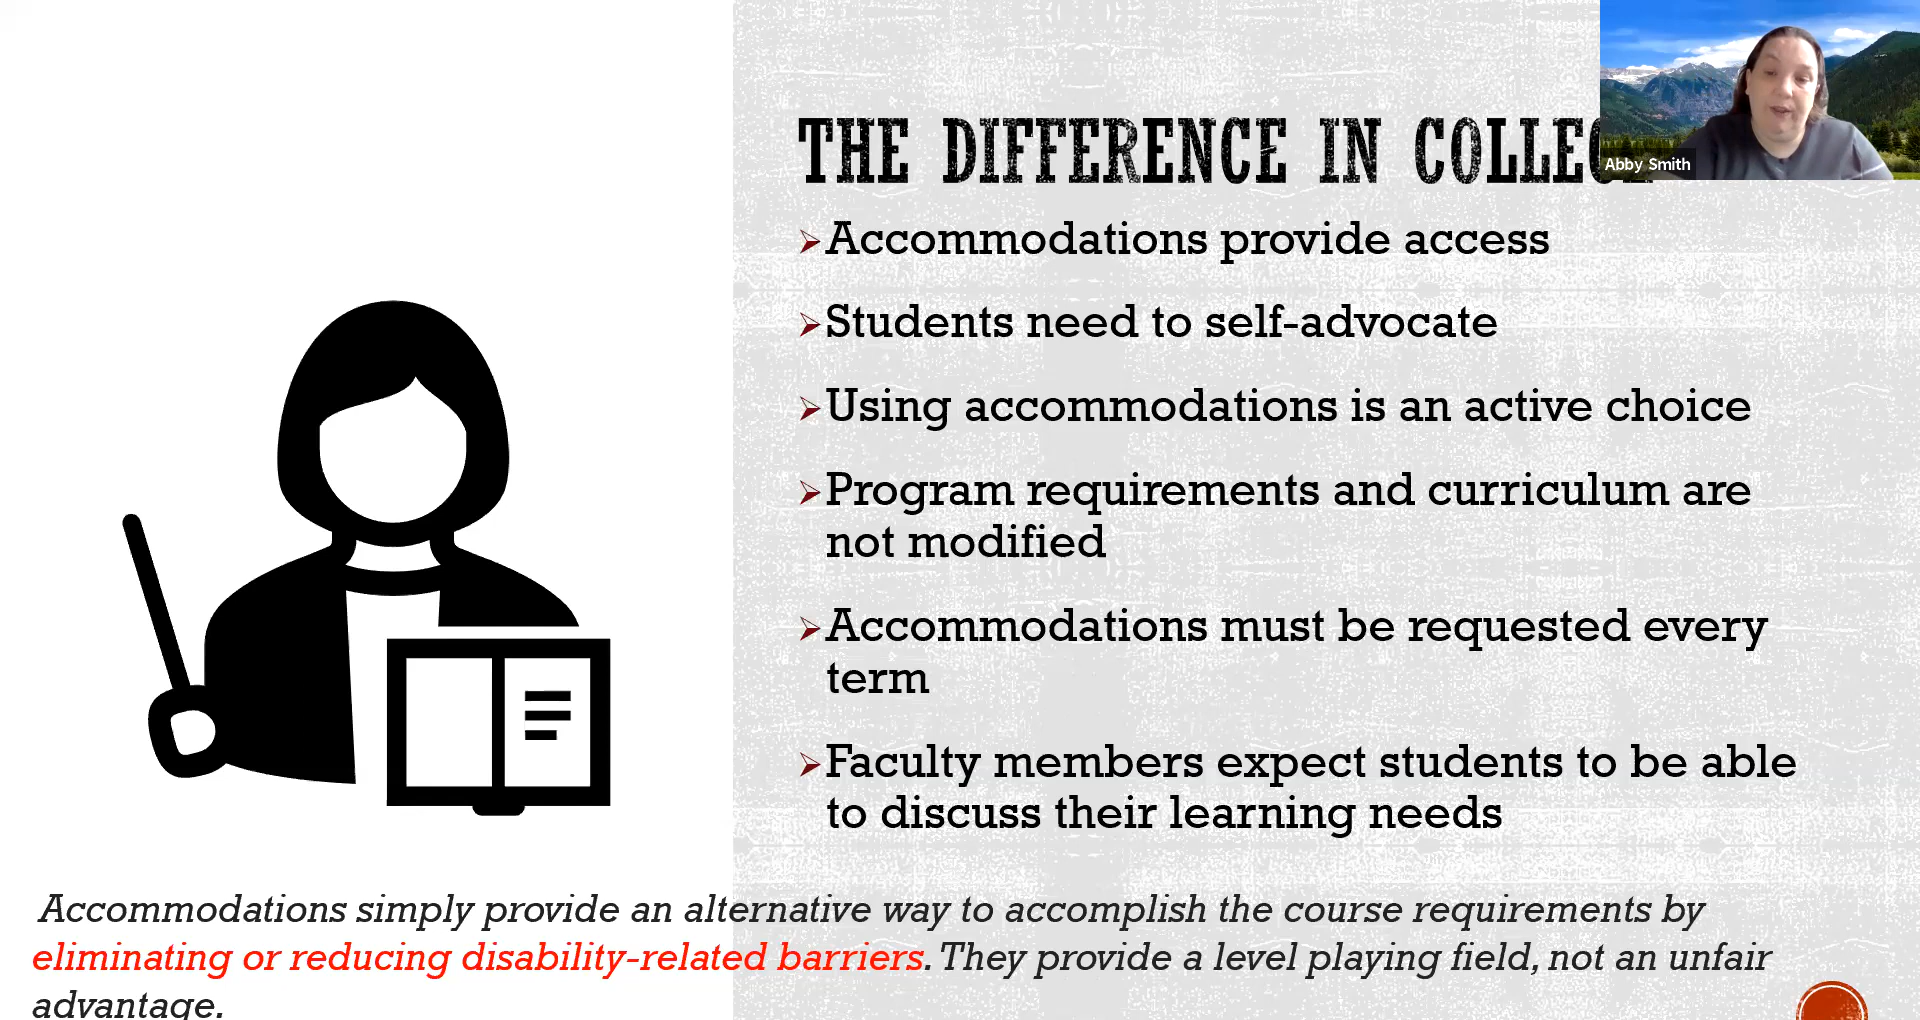 THE DIFFERENCE IN COLLEG
Abby Smith
Accommodations provide access
Students need to self-advocate
Using accommodations is an active choice
Program requirements and curriculum are
not modified
Accommodations must be requested every
term
Faculty members expect students to be able
to discuss their learning needs
Accommodations simply provide an alternative way to accomplish the course requirements by
eliminating or reducing disability-related barriers. They provide a level playing field, not an unfair
advantage.